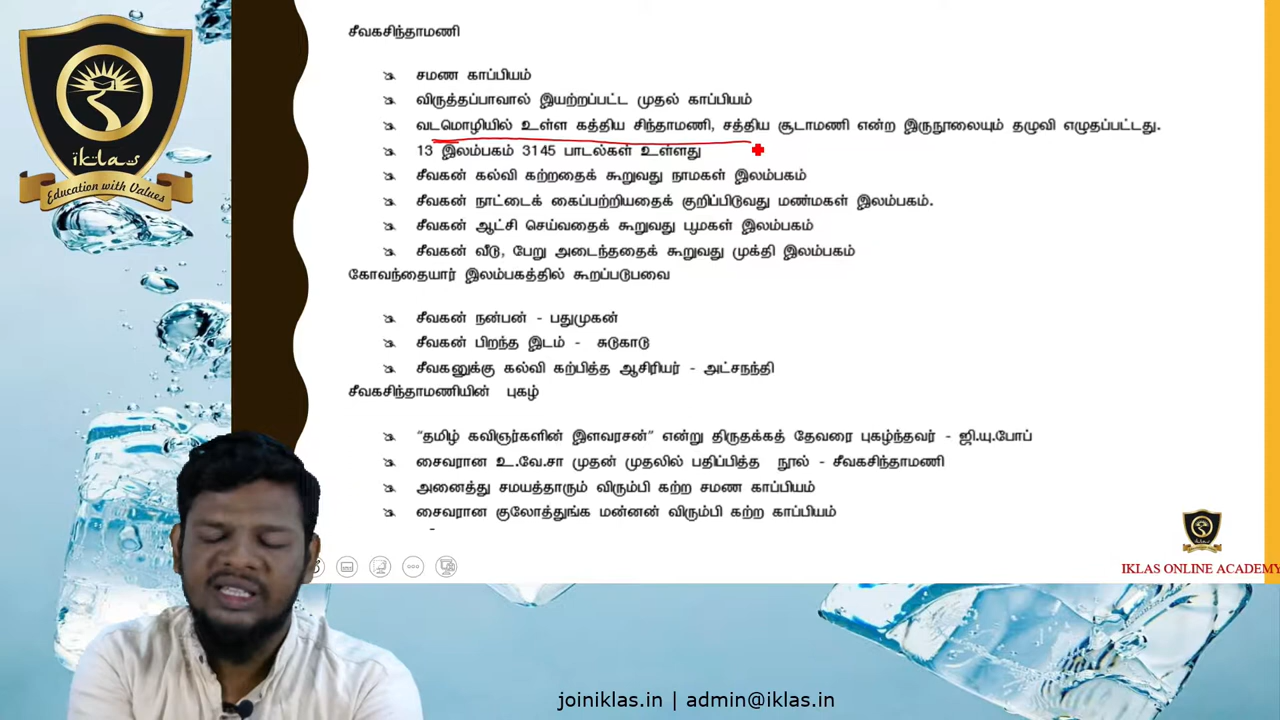 iklas
Education with Values
சீவகசிந்தாமணி
சமண காப்பியம்
விருத்தப்பாவால் இயற்றப்பட்ட முதல் காப்பியம்
வடமொழியில் உள்ள கத்திய சிந்தாமணி, சத்திய சூடாமணி என்ற இருநூலையும் தழுவி எழுதப்பட்டது.
13 இலம்பகம் 3145 பாடல்கள் உள்ளது
சீவகன் கல்வி கற்றதைக் கூறுவது நாமகள் இலம்பகம்
சீவகன் நாட்டைக் கைப்பற்றியதைக் குறிப்பிடுவது மண்மகள் இலம்பகம்.
சீவகன் ஆட்சி செய்வதைக் கூறுவது பூமகள் இலம்பகம்
சீவகன் வீடு, பேறு அடைந்ததைக் கூறுவது முக்தி இலம்பகம்
கோவந்தையார் இலம்பகத்தில் கூறப்படுபவை
சீவகன் நன்பன் - பதுமுகன்
சீவகன் பிறந்த இடம் - சுடுகாடு
சீவகனுக்கு கல்வி கற்பித்த ஆசிரியர் - அட்சநந்தி
சீவகசிந்தாமணியின் புகழ்
“தமிழ் கவிஞர்களின் இளவரசன்” என்று திருதக்கத் தேவரை புகழ்ந்தவர் - ஜி.யு.போப்
சைவரான உ.வே.சா முதன் முதலில் பதிப்பித்த நூல் - சீவகசிந்தாமணி
அனைத்து சமயத்தாரும் விரும்பி கற்ற சமண காப்பியம்
சைவரான குலோத்துங்க மன்னன் விரும்பி கற்ற காப்பியம்
IKLAS ONLINE ACADEMY
joiniklas.in | admin@iklas.in